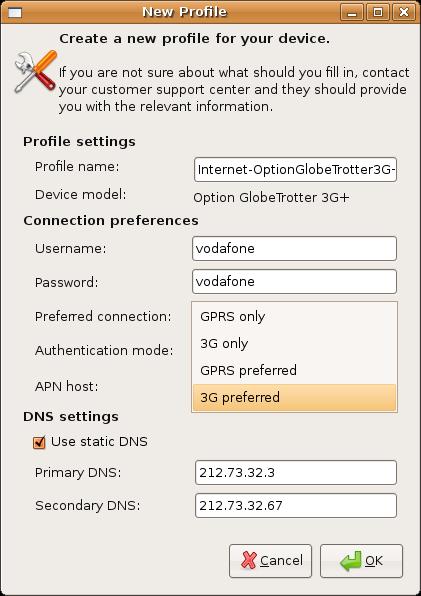 New Profile
Create a new profile for your device.
If you are not sure about what should you fill in, contact
your customer support center and they should provide
you with the relevant information.
Profile settings
Profile name: Internet-OptionGlobeTrotter3G-
Device model: Option GlobeTrotter 3G+
Connection preferences
Username: vodafone
Password: vodafone
Preferred connection: GPRS only
3G only
Authentication mode:
GPRS preferred
APN host: 3G preferred
DNS settings
Use static DNS
Primary DNS: 212.73.32.3
Secondary DNS: 212.73.32.67
Cancel OK